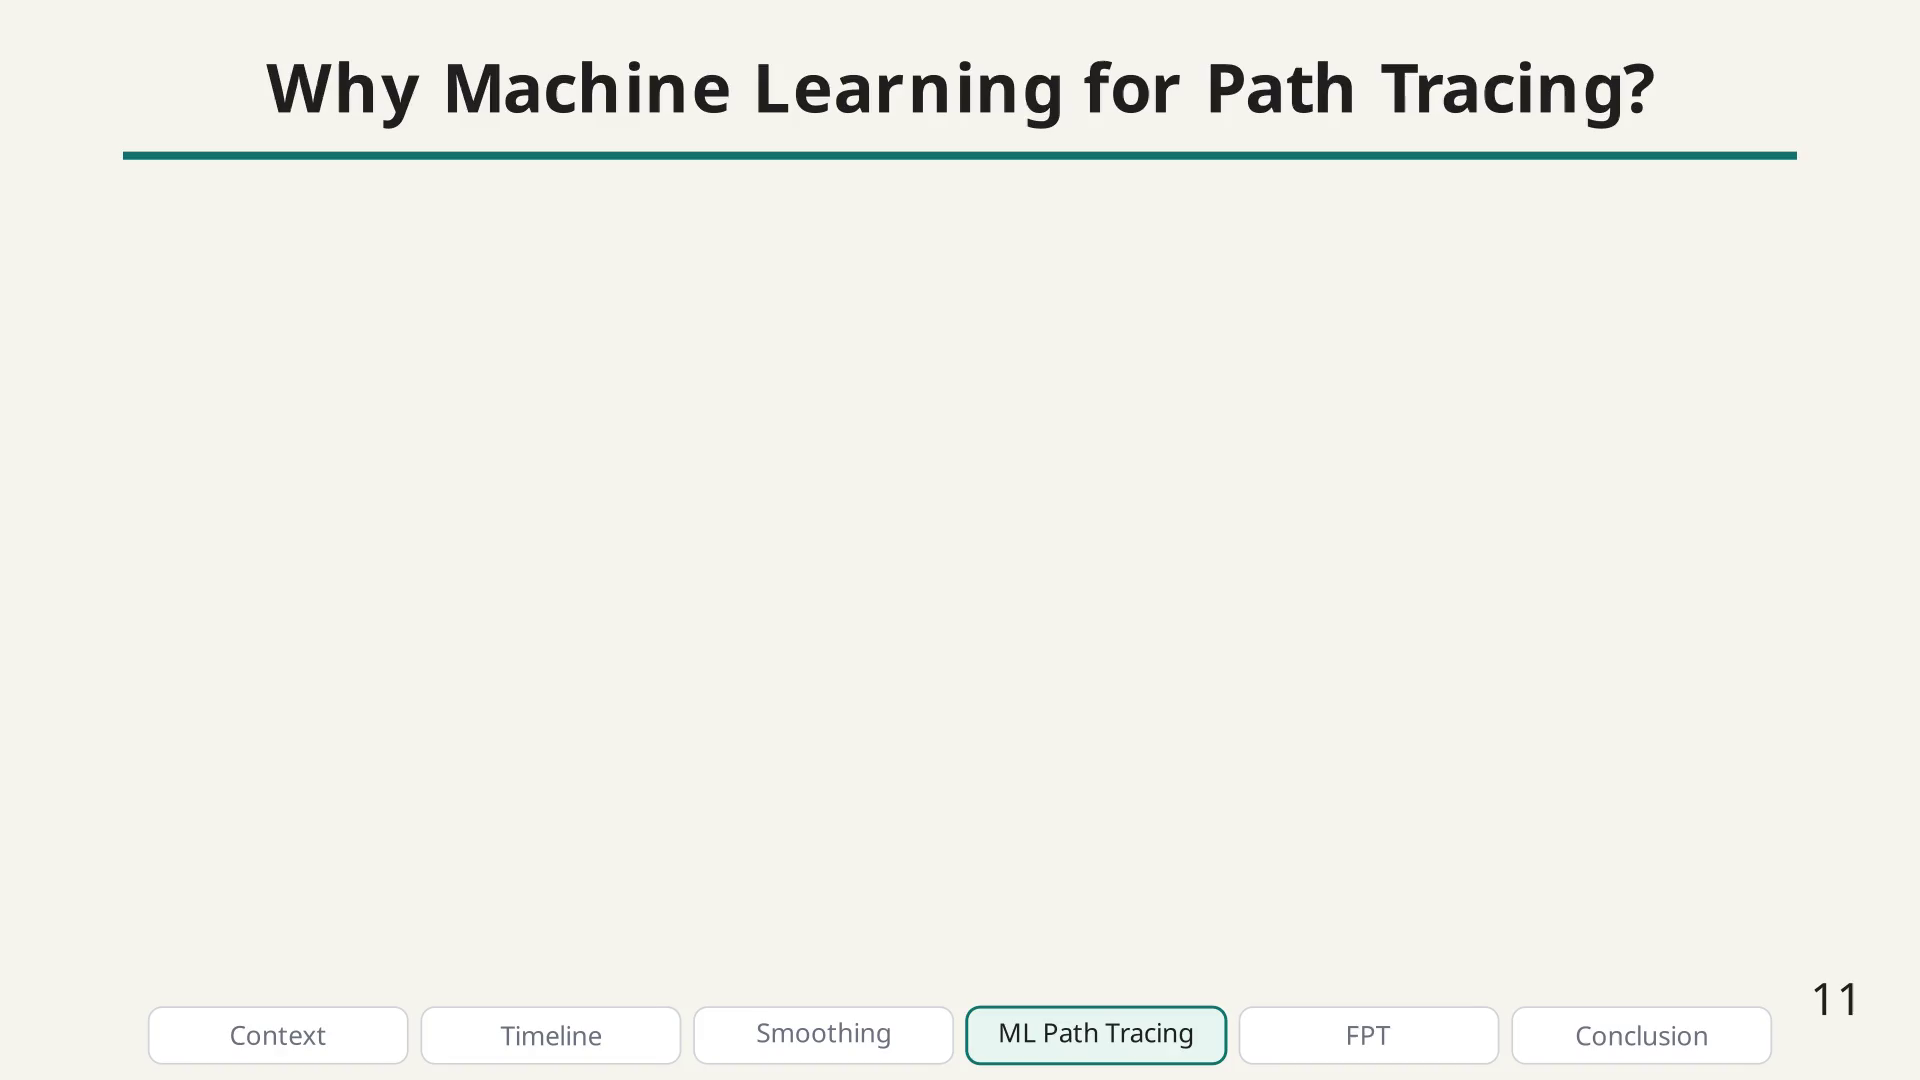 Why Machine Learning for Path Tracing?
11
Context
Timeline
Smoothing
ML Path Tracing
FPT
Conclusion